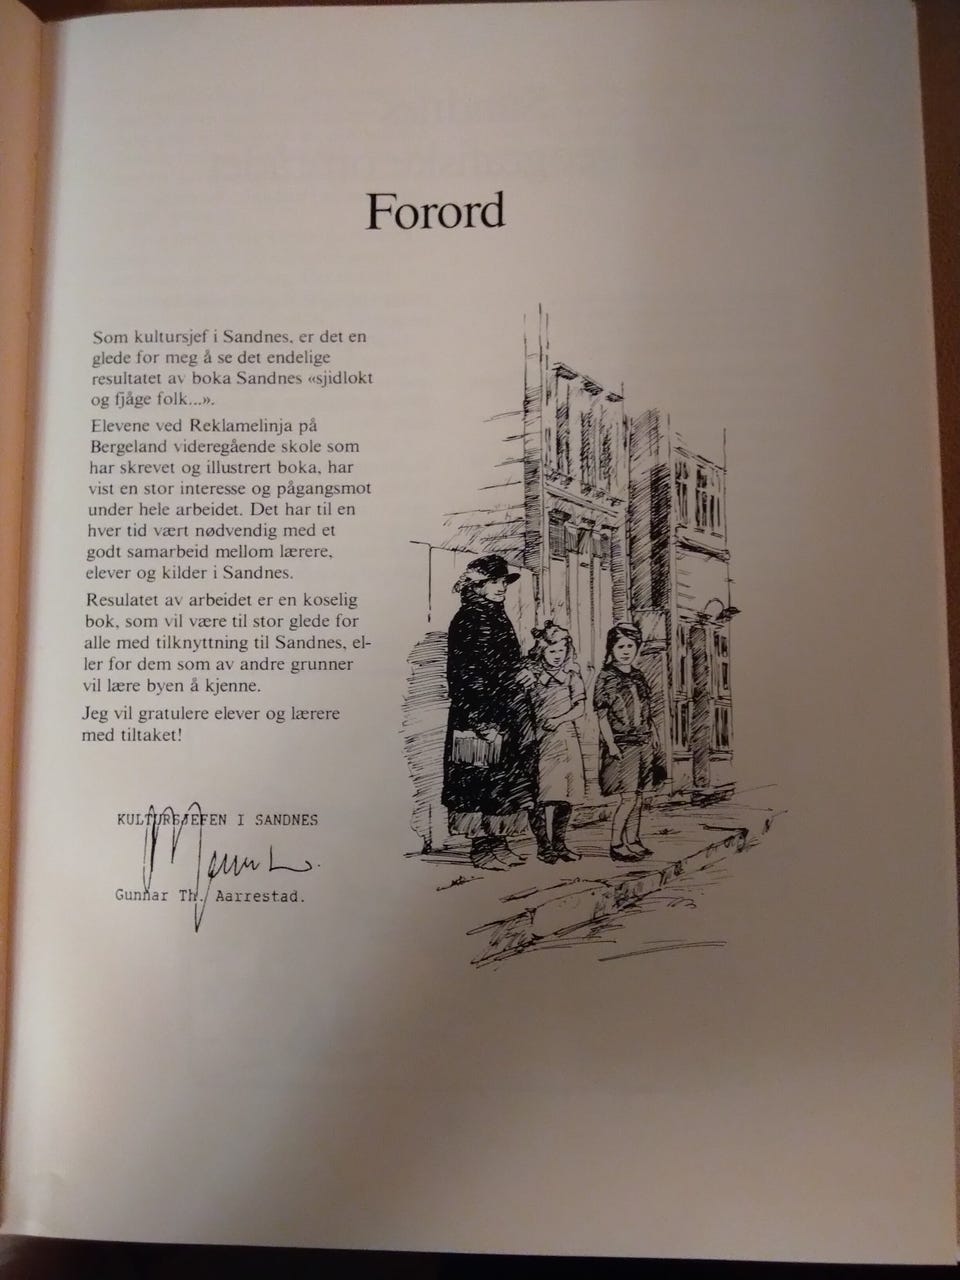 Forord
Som kultursjef i Sandnes, er det en
glede for meg å se det endelige
resultatet av boka Sandnes «sjidlokt
og fjåge folk...».
Elevene ved Reklamelinja på
Bergeland videregående skole som
har skrevet og illustrert boka, har
vist en stor interesse og pågangsmot
under hele arbeidet. Det har til en
hver tid vært nødvendig med et
godt samarbeid mellom lærere,
elever og kilder i Sandnes.
Resulatet av arbeidet er en koselig
bok, som vil være til stor glede for
alle med tilknyttning til Sandnes, el-
ler for dem som av andre grunner
vil lære byen å kjenne.
Jeg vil gratulere elever og lærere
med tiltaket!
KULTURSJEFEN I SANDNES
Gunnar Th. Aarrestad.